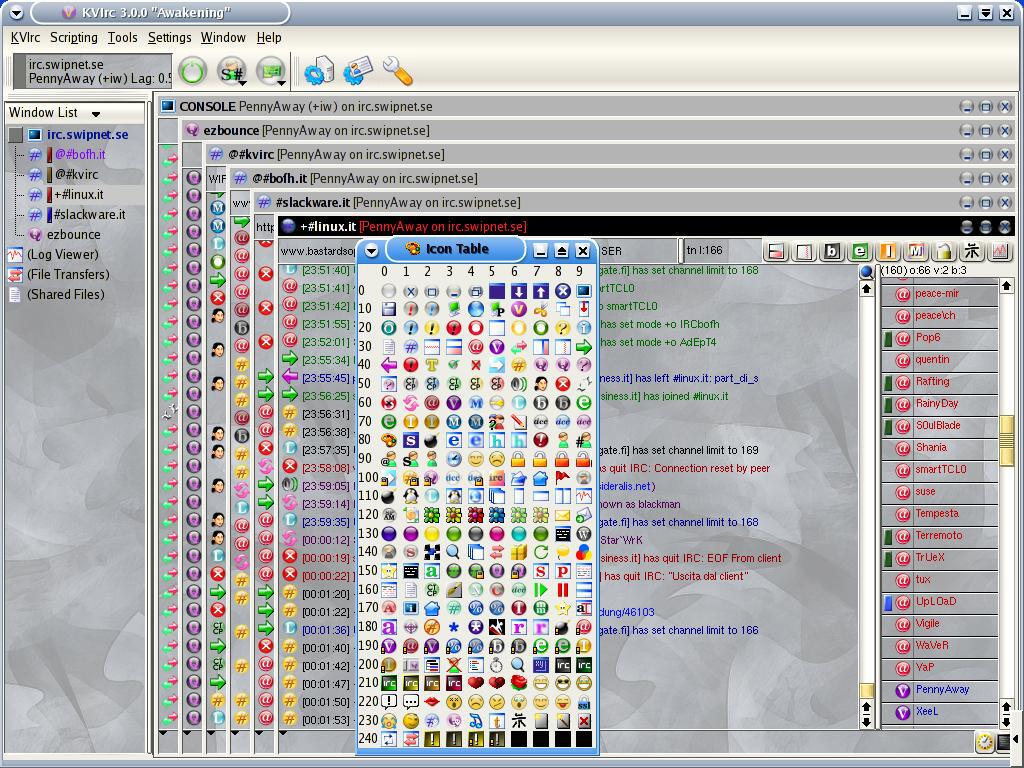 KVIrc 3.0.0 "Awakening"
KVIrc Scripting Tools Settings Window Help
irc.swipnet.se
PennyAway (+iw) Lag: 0.5
Window List
irc.swipnet.se
@#bofh.it
@#kvirc
+#linux.it
+#slackware.it
ezbounce
(Log Viewer)
(File Transfers)
(Shared Files)
CONSOLE PennyAway (+iw) on irc.swipnet.se
ezbounce [PennyAway on irc.swipnet.se]
@#kvirc [PennyAway on irc.swipnet.se]
@#bofh.it [PennyAway on irc.swipnet.se]
#slackware.it [PennyAway on irc.swipnet.se]
+#linux.it [PennyAway on irc.swipnet.se]
WIF
www
http
www.bastardso
SER
tn l:166
Icon Table
0 1 2 3 4 5 6 7 8 9
0
10
20
30
40
50
60
70
80
90
100
110
120
130
140
150
160
170
180
190
200
210
220
230
240
[23:51:40] gate.fi] has set channel limit to 168
[23:51:41] rtTCL0
[23:51:42] o smartTCL0
[23:51:55] has set mode +o IRCbofh
[23:52:01] has set mode +o AdEpT4
[23:55:34]
[23:55:45] ness.it] has left #linux.it: part_di_s
[23:56:25] siness.it] has joined #linux.it
[23:56:31]
[23:56:38]
[23:57:35] gate.fi] has set channel limit to 169
[23:58:08] s quit IRC: Connection reset by peer
[23:59:05] sideralis.net)
[23:59:14] nown as blackman
[23:59:35] gate.fi] has set channel limit to 168
[00:00:12] Star`WrK
[00:00:19] siness.it] has quit IRC: EOF From client
[00:00:22] ] has quit IRC: "Uscita dal client"
[00:01:20]
[00:01:22] dung/46103
[00:01:36] gate.fi] has set channel limit to 166
[00:01:40]
[00:01:42]
[00:01:47]
[00:01:50]
[00:01:53]
(160) o:66 v:2 b:3
peace-mir
peace\ch
Pop6
quentin
Rafting
RainyDay
S0ulBlade
Shania
smartTCL0
suse
Tempesta
Terremoto
TrUeX
tux
UpLOaD
Vigile
WaVeR
YaP
PennyAway
XeeL